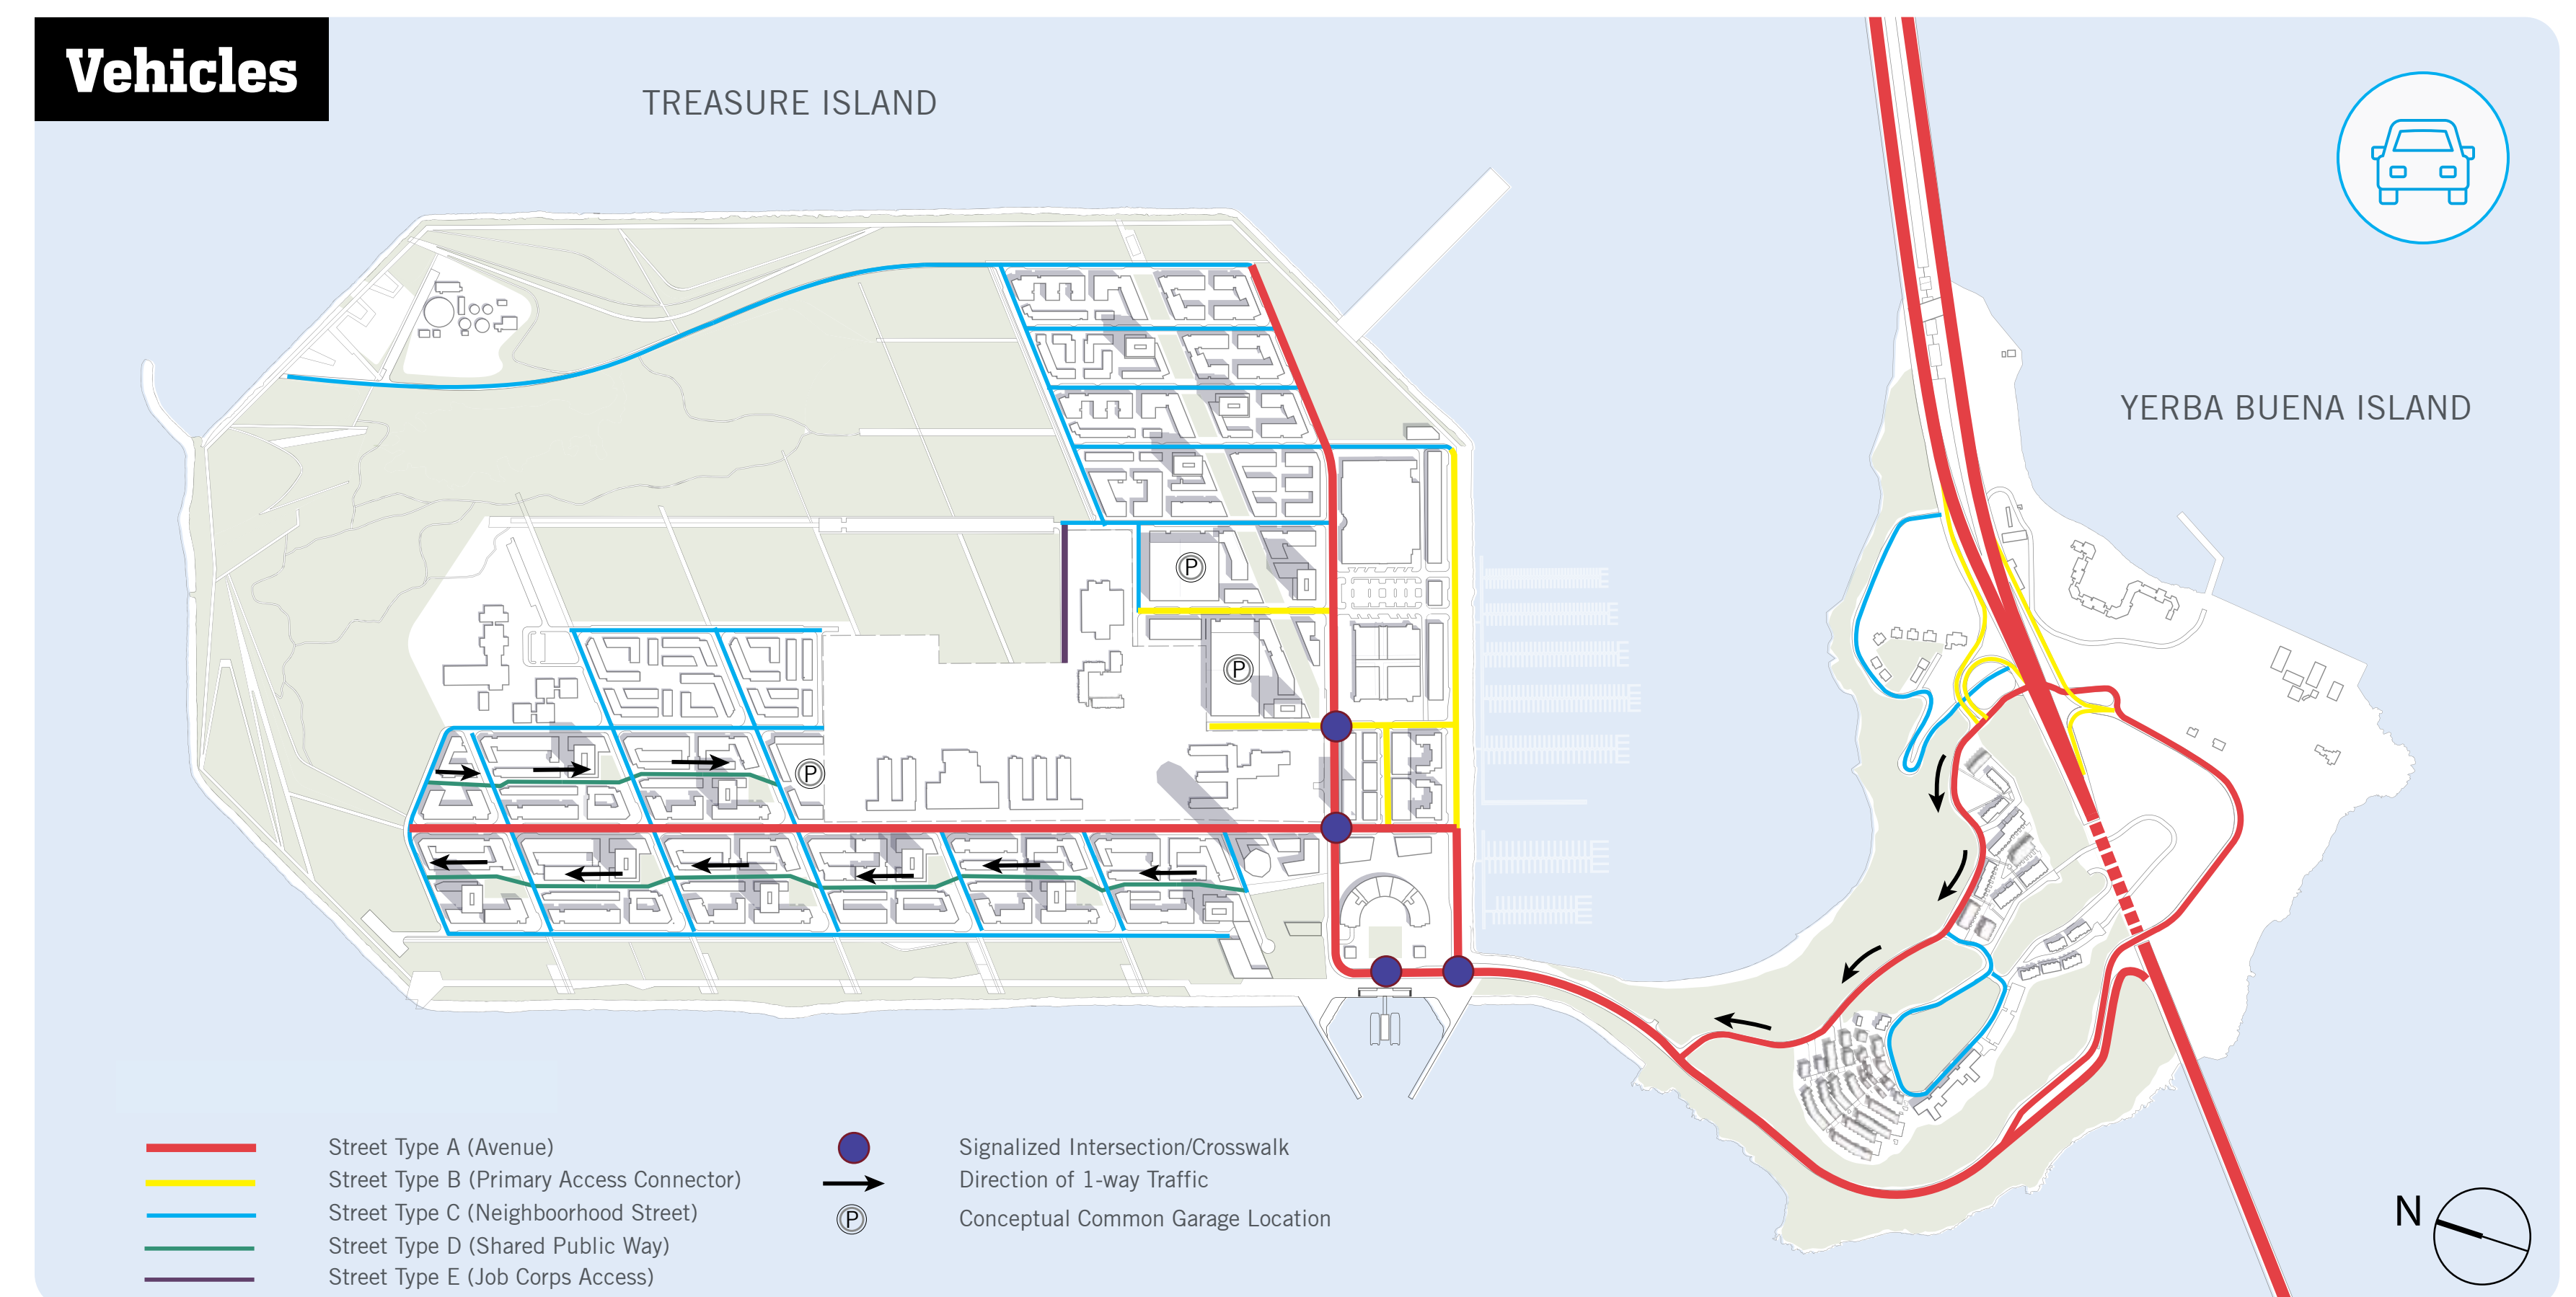 Vehicles
TREASURE ISLAND
YERBA BUENA ISLAND
P
P
P
Street Type A (Avenue)
Street Type B (Primary Access Connector)
Street Type C (Neighboorhood Street)
Street Type D (Shared Public Way)
Street Type E (Job Corps Access)
Signalized Intersection/Crosswalk
Direction of 1-way Traffic
P Conceptual Common Garage Location
N